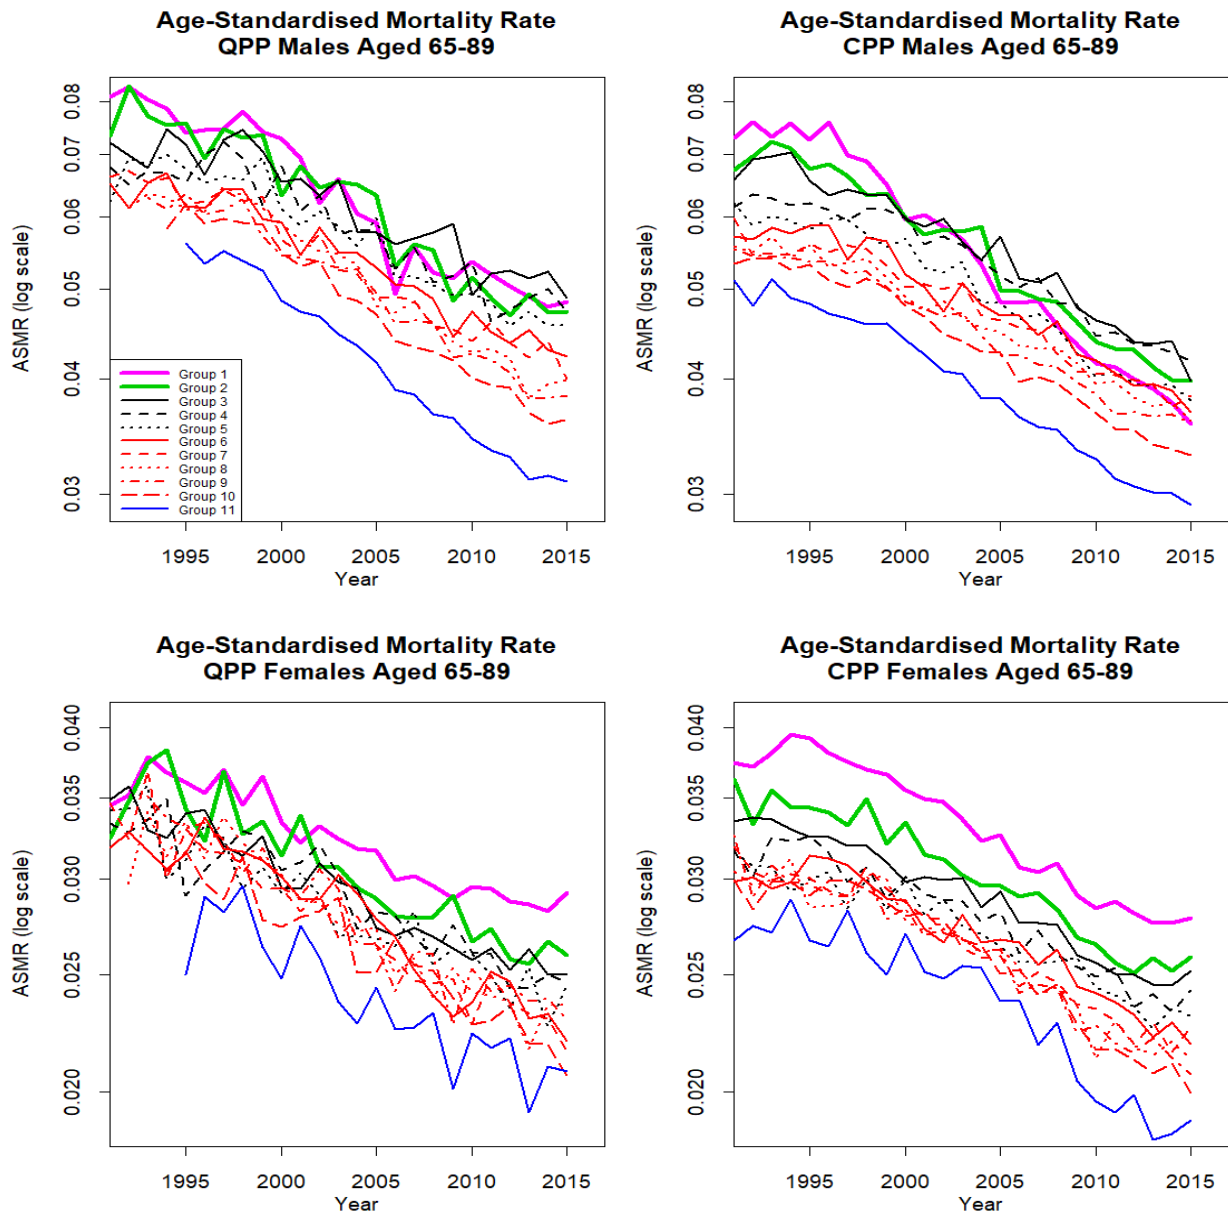 Age-Standardised Mortality Rate
QPP Males Aged 65-89
ASMR (log scale)
0.08
0.07
0.06
0.05
0.04
0.03
Group 1
Group 2
Group 3
Group 4
Group 5
Group 6
Group 7
Group 8
Group 9
Group 10
Group 11
1995 2000 2005 2010 2015
Year
Age-Standardised Mortality Rate
CPP Males Aged 65-89
ASMR (log scale)
0.08
0.07
0.06
0.05
0.04
0.03
1995 2000 2005 2010 2015
Year
Age-Standardised Mortality Rate
QPP Females Aged 65-89
ASMR (log scale)
0.040
0.035
0.030
0.025
0.020
1995 2000 2005 2010 2015
Year
Age-Standardised Mortality Rate
CPP Females Aged 65-89
ASMR (log scale)
0.040
0.035
0.030
0.025
0.020
1995 2000 2005 2010 2015
Year